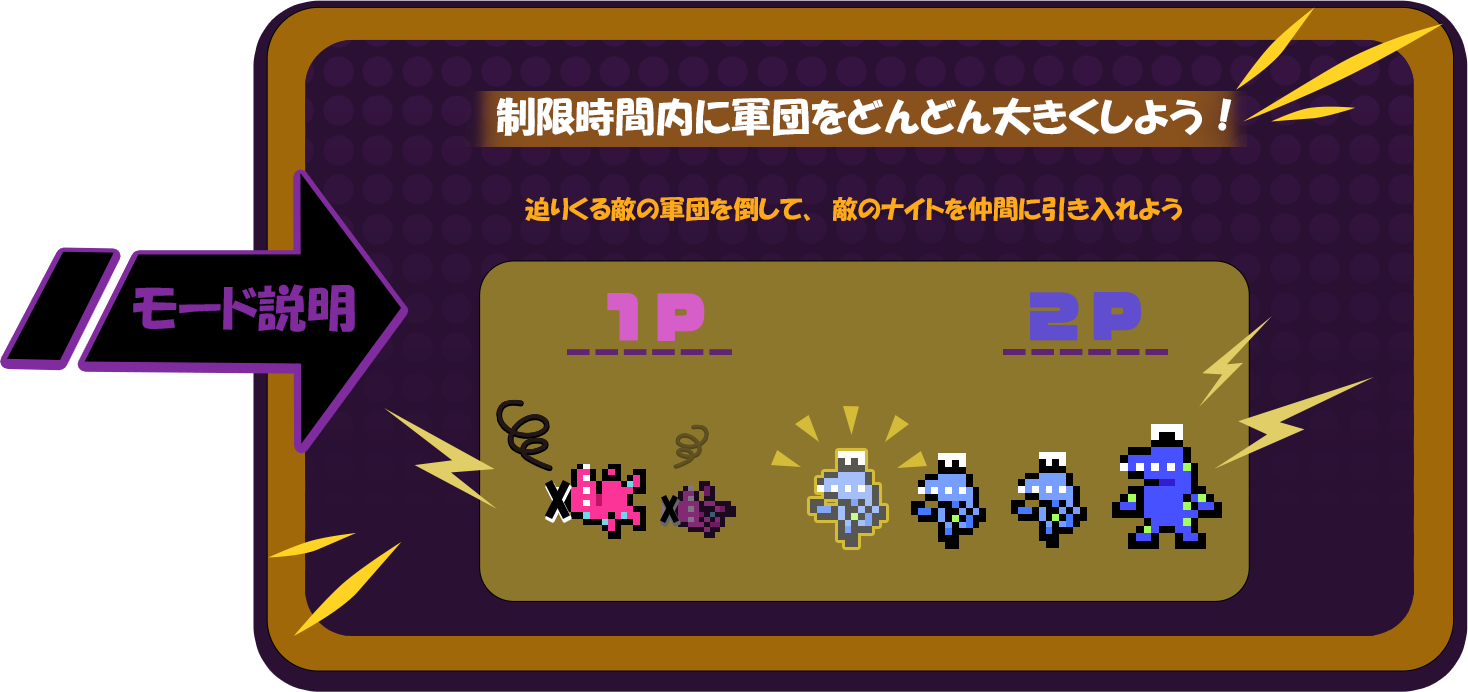 制限時間内に軍団をどんどん大きくしよう！
迫りくる敵の軍団を倒して、敵のナイトを仲間に引き入れよう
モード説明
1P
2P